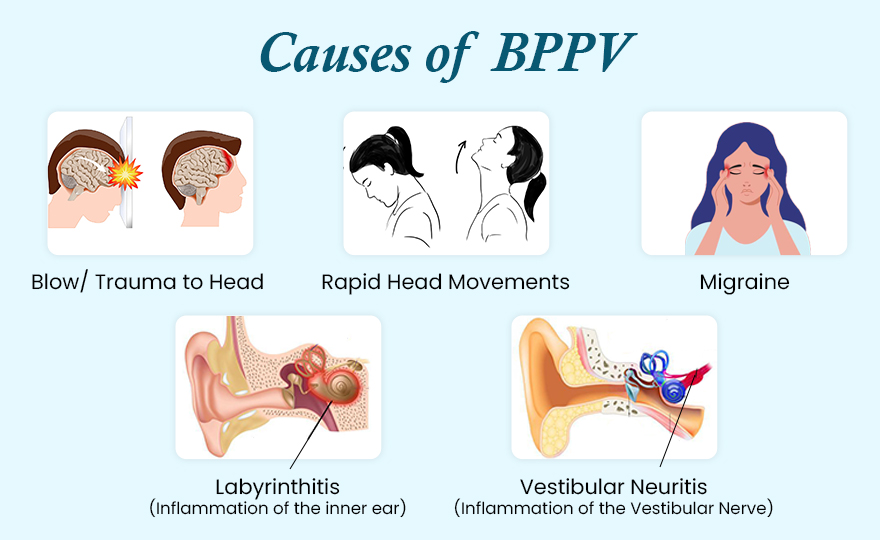 Causes of BPPV
Blow/ Trauma to Head
Rapid Head Movements
Migraine
Labyrinthitis
(Inflammation of the inner ear)
Vestibular Neuritis
(Inflammation of the Vestibular Nerve)